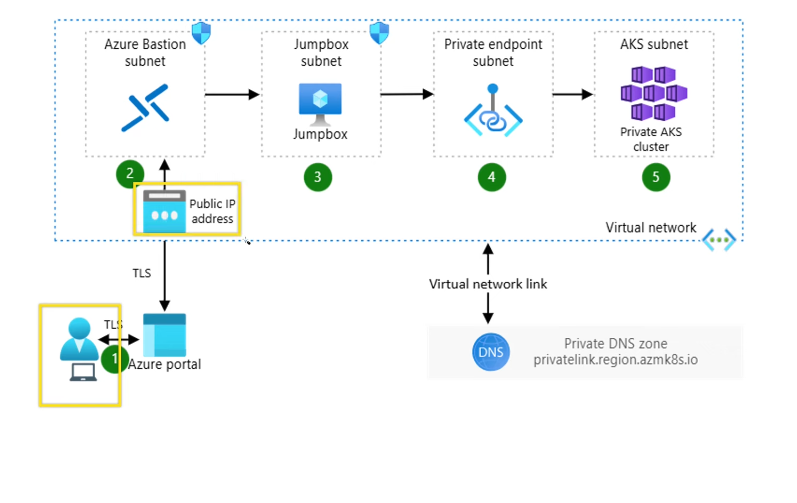 Azure Bastion
subnet
Jumpbox
subnet
Private endpoint
subnet
AKS subnet
Jumpbox
Private AKS
cluster
2
3
4
5
Public IP
address
Virtual network
TLS
Virtual network link
TLS
1
Azure portal
DNS
Private DNS zone
privatelink.region.azmk8s.io